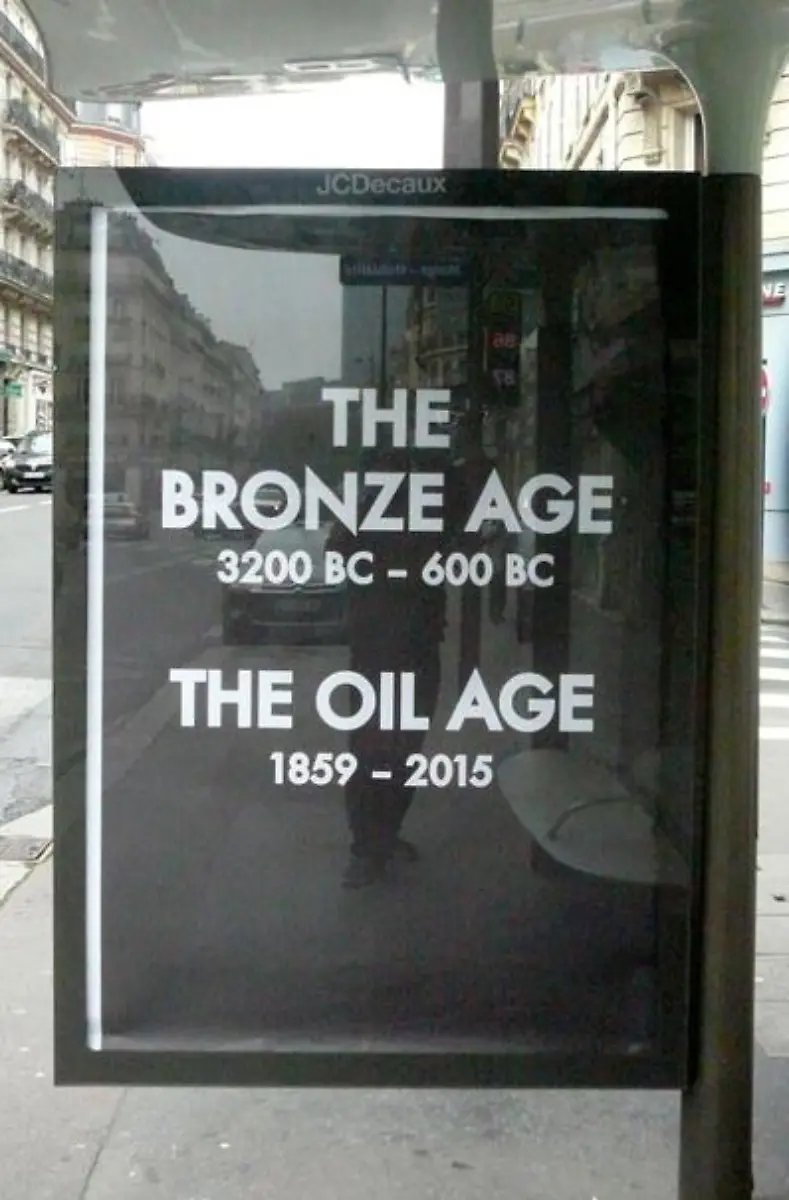 JCDecaux
THE
BRONZE AGE
3200 BC – 600 BC
THE OIL AGE
1859 – 2015